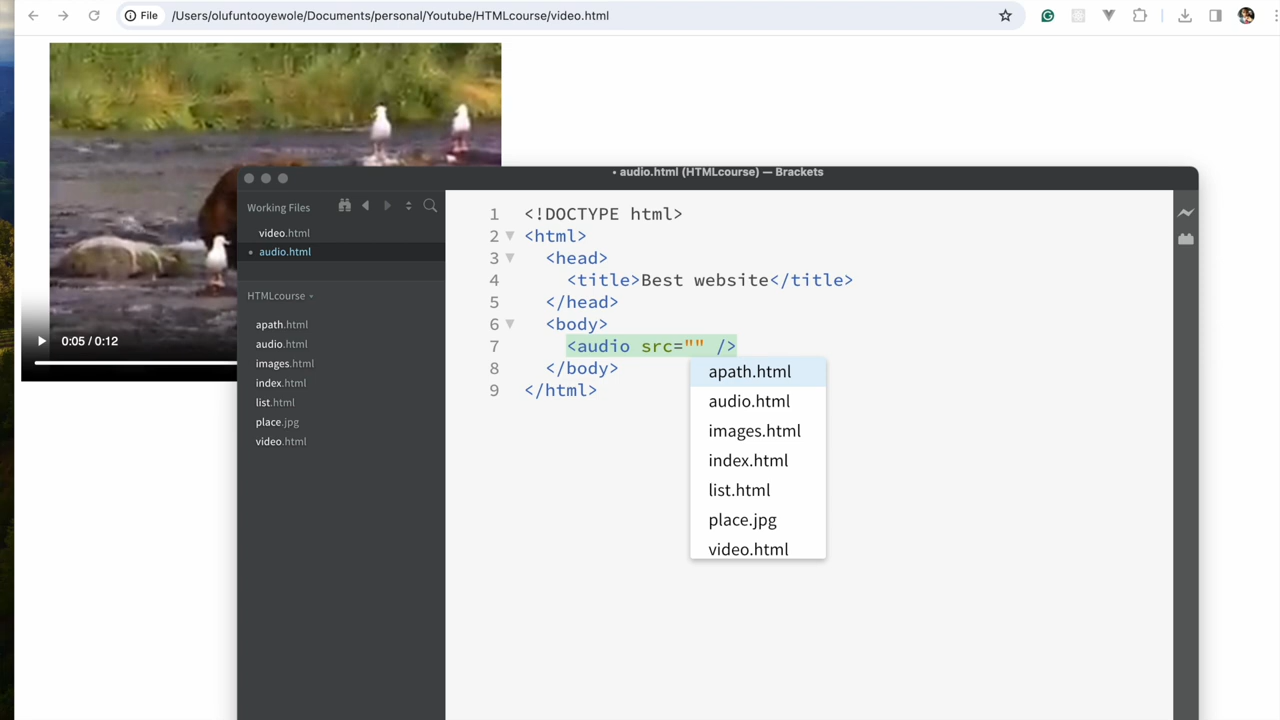 File
/Users/olufuntooyewole/Documents/personal/Youtube/HTMLcourse/video.html
0:05 / 0:12
• audio.html (HTMLcourse) — Brackets
Working Files
video.html
• audio.html
HTMLcourse
apath.html
audio.html
images.html
index.html
list.html
place.jpg
video.html
1 <!DOCTYPE html>
2 <html>
3 <head>
4 <title>Best website</title>
5 </head>
6 <body>
7 <audio src="" />
8 </body>
9 </html>
apath.html
audio.html
images.html
index.html
list.html
place.jpg
video.html